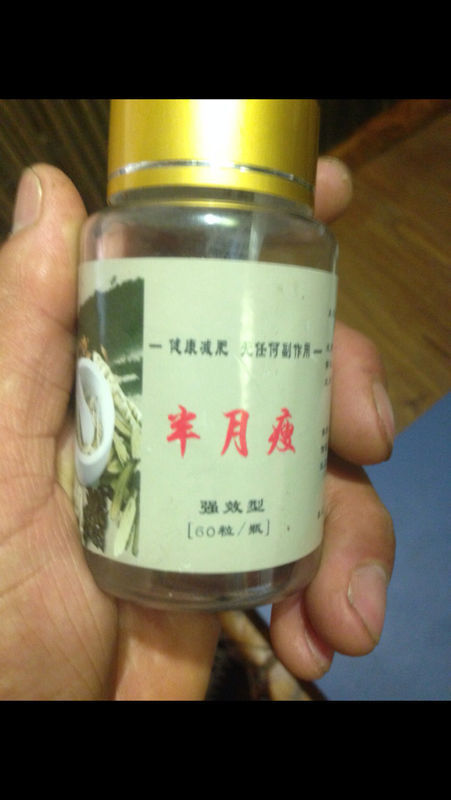 — 健康减肥 无任何副作用 —
半月瘦
强效型
[60粒/瓶]